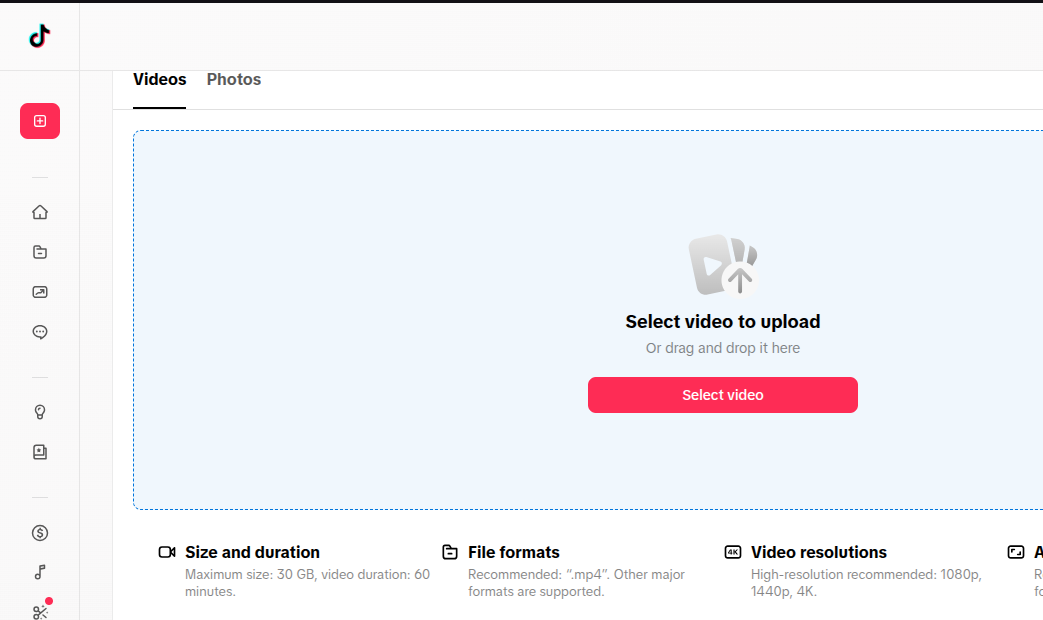 Videos Photos
Select video to upload
Or drag and drop it here
Select video
Size and duration
Maximum size: 30 GB, video duration: 60
minutes.
File formats
Recommended: “.mp4”. Other major
formats are supported.
4K
Video resolutions
High-resolution recommended: 1080p,
1440p, 4K.